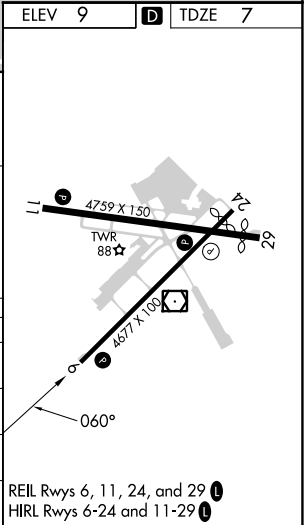 ELEV 9 D TDZE 7
11
P
4759 X 150
24
TWR
88
P
P
29
4677 X 100
P
6
060°
REIL Rwys 6, 11, 24, and 29 L
HIRL Rwys 6-24 and 11-29 L